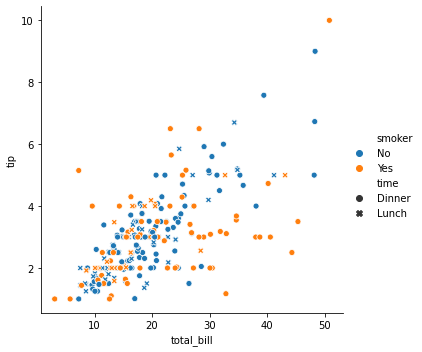 10
8
6
4
2
tip
10
20
30
40
50
total_bill
smoker
No
Yes
time
Dinner
Lunch